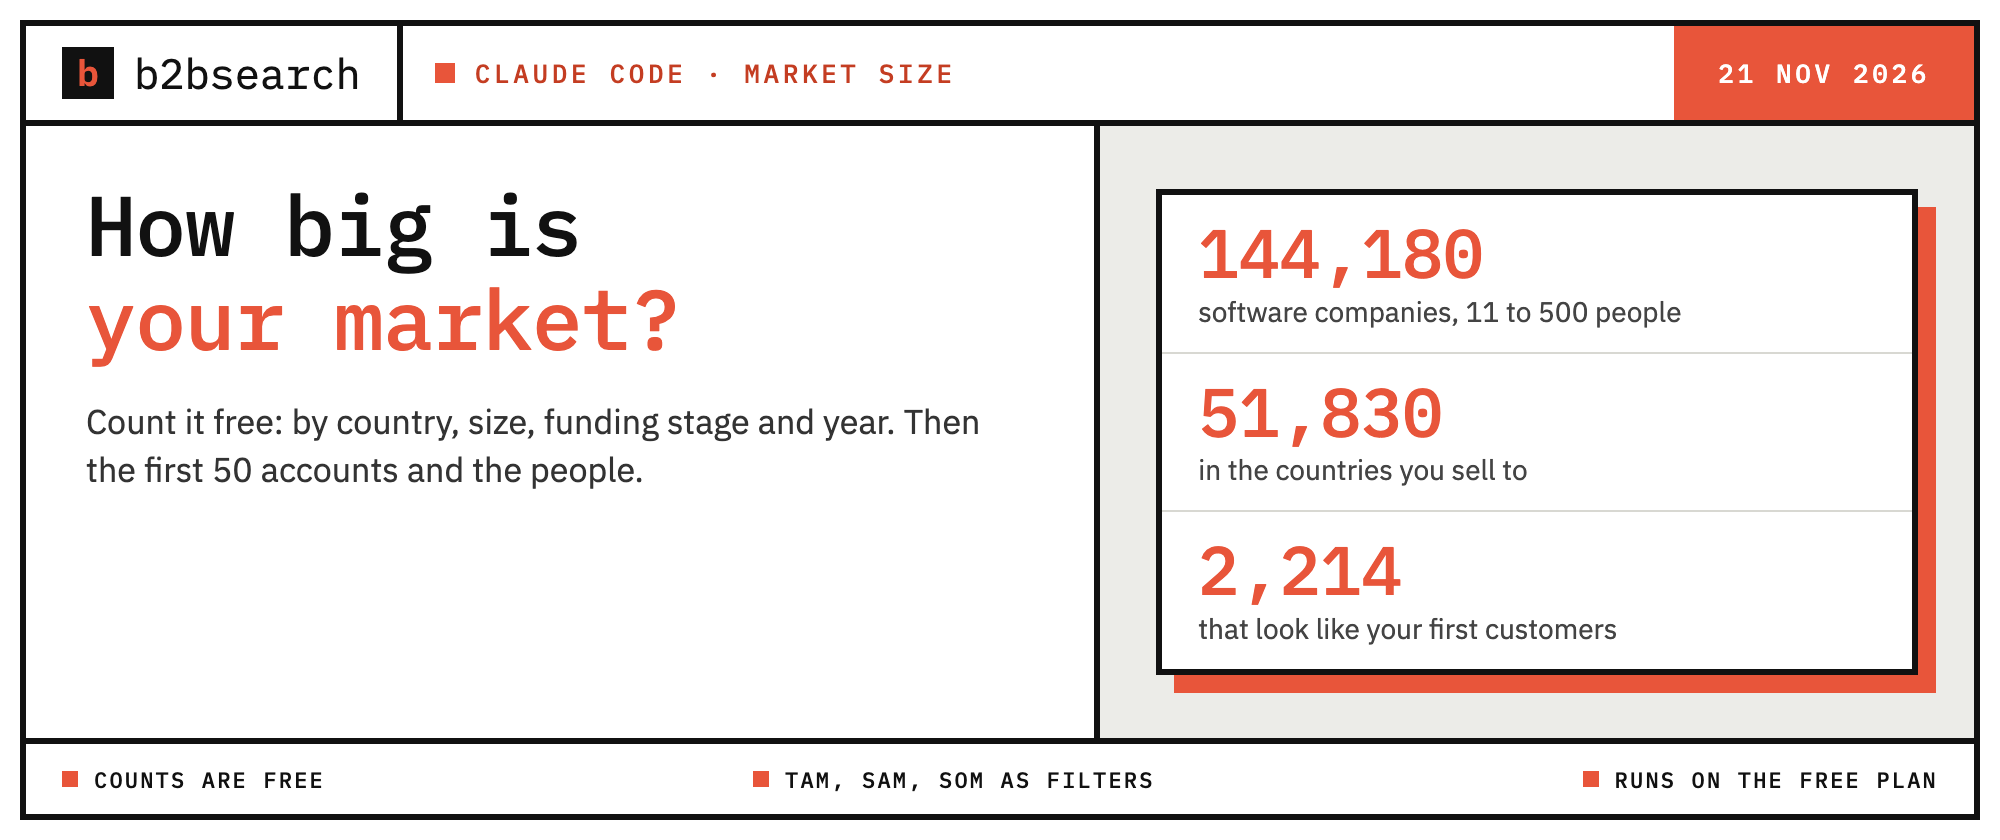 b b2bsearch
CLAUDE CODE · MARKET SIZE
21 NOV 2026
How big is
your market?
Count it free: by country, size, funding stage and year. Then
the first 50 accounts and the people.
144,180
software companies, 11 to 500 people
51,830
in the countries you sell to
2,214
that look like your first customers
COUNTS ARE FREE
TAM, SAM, SOM AS FILTERS
RUNS ON THE FREE PLAN